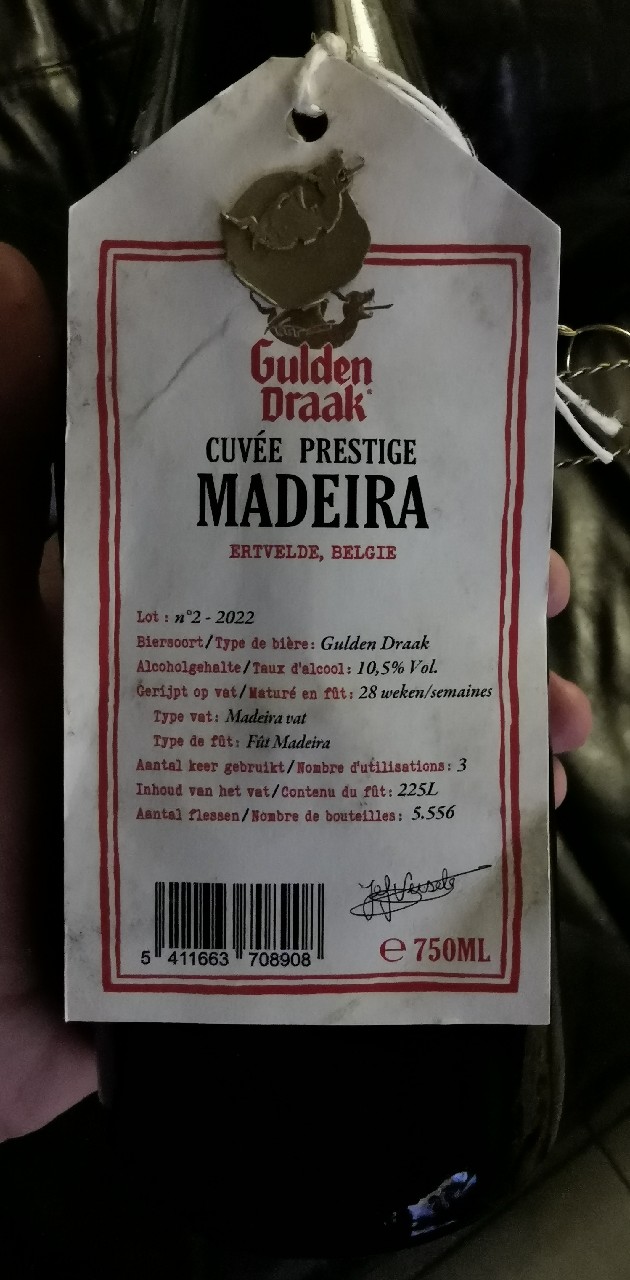 Gulden
Draak
CUVÉE PRESTIGE
MADEIRA
ERTVELDE, BELGIE
Lot : n°2 - 2022
Biersoort/Type de bière: Gulden Draak
Alcoholgehalte/Taux d'alcool: 10,5% Vol.
Gerijpt op vat/Maturé en fût: 28 weken/semaines
Type vat: Madeira vat
Type de fût: Fût Madeira
Aantal keer gebruikt/Nombre d'utilisations: 3
Inhoud van het vat/Contenu du fût: 225L
Aantal flessen/Nombre de bouteilles: 5.556
5 411663 708908
℮ 750ML